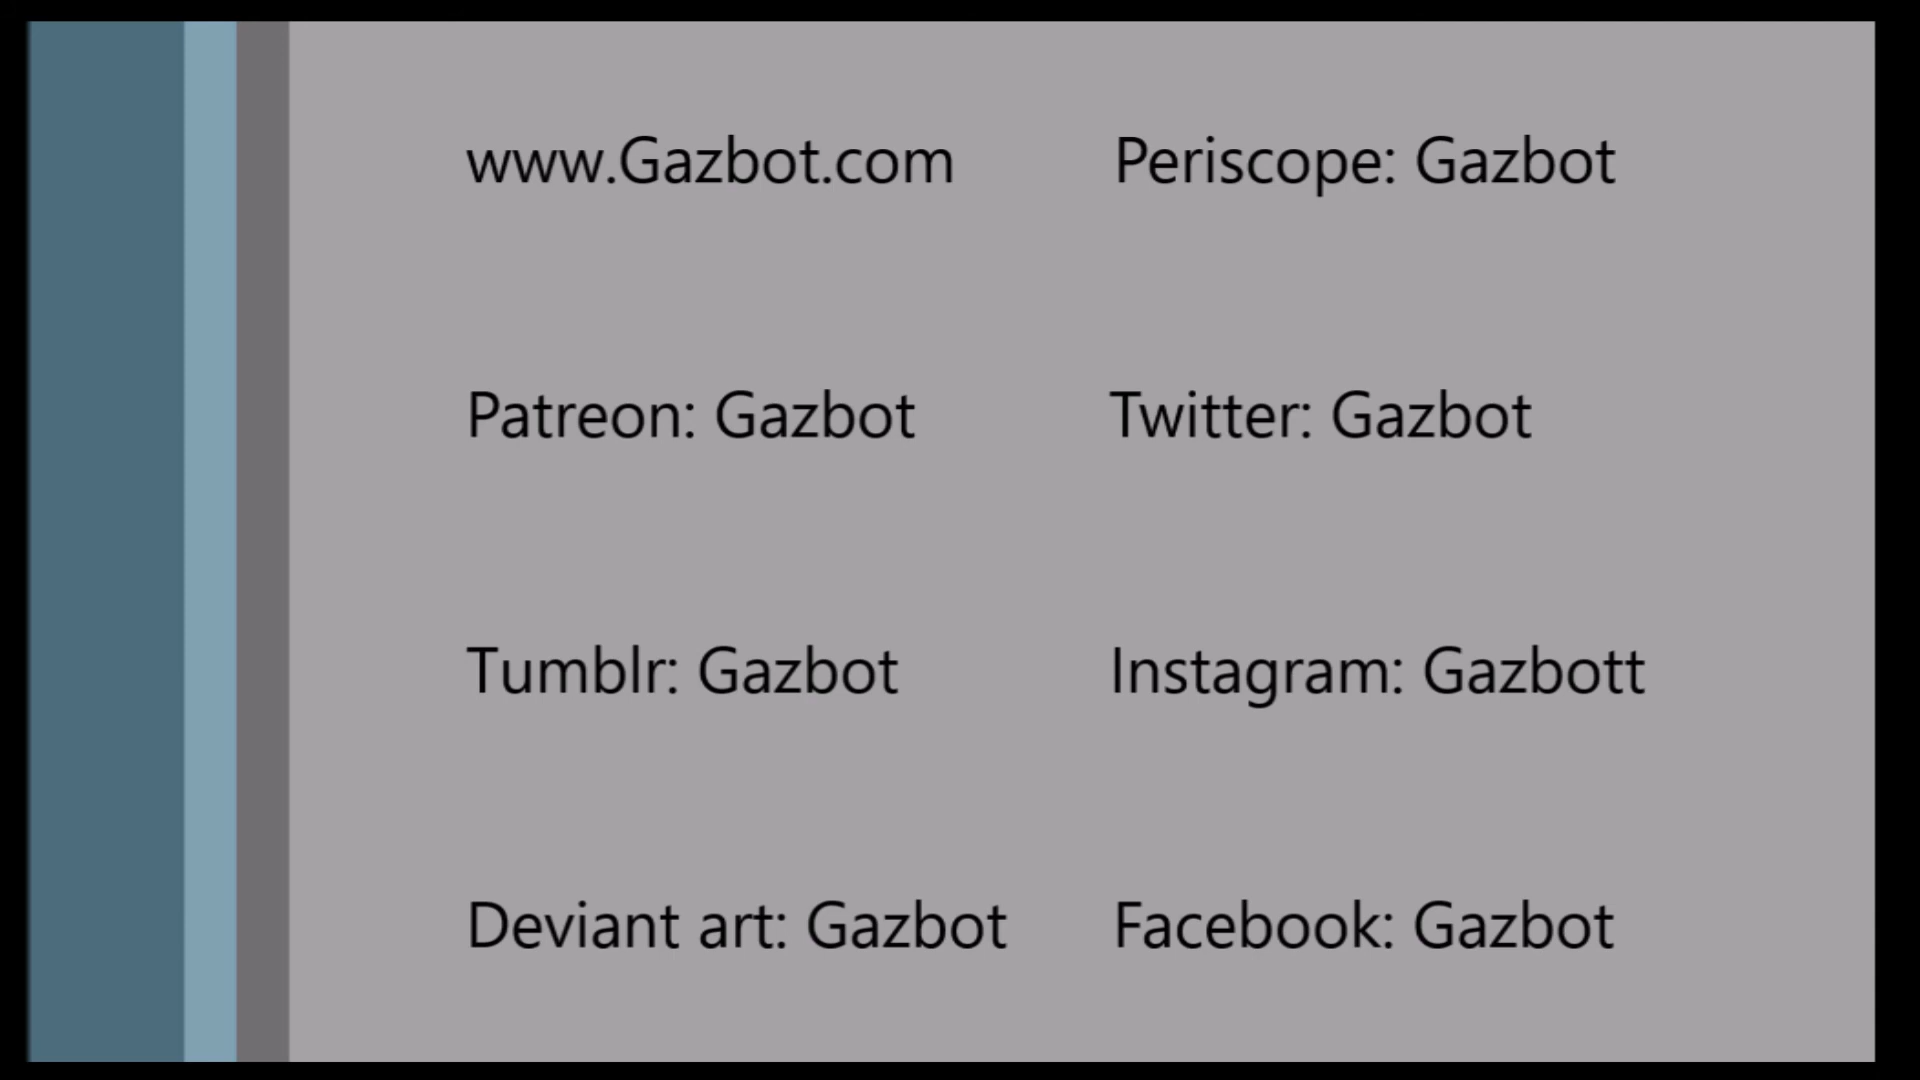 www.Gazbot.com
Periscope: Gazbot
Patreon: Gazbot
Twitter: Gazbot
Tumblr: Gazbot
Instagram: Gazbott
Deviant art: Gazbot
Facebook: Gazbot